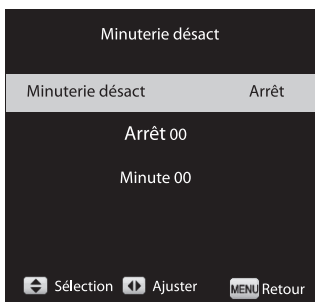 Minuterie désact
Minuterie désact Arrêt
Arrêt 00
Minute 00
Sélection Ajuster MENU Retour